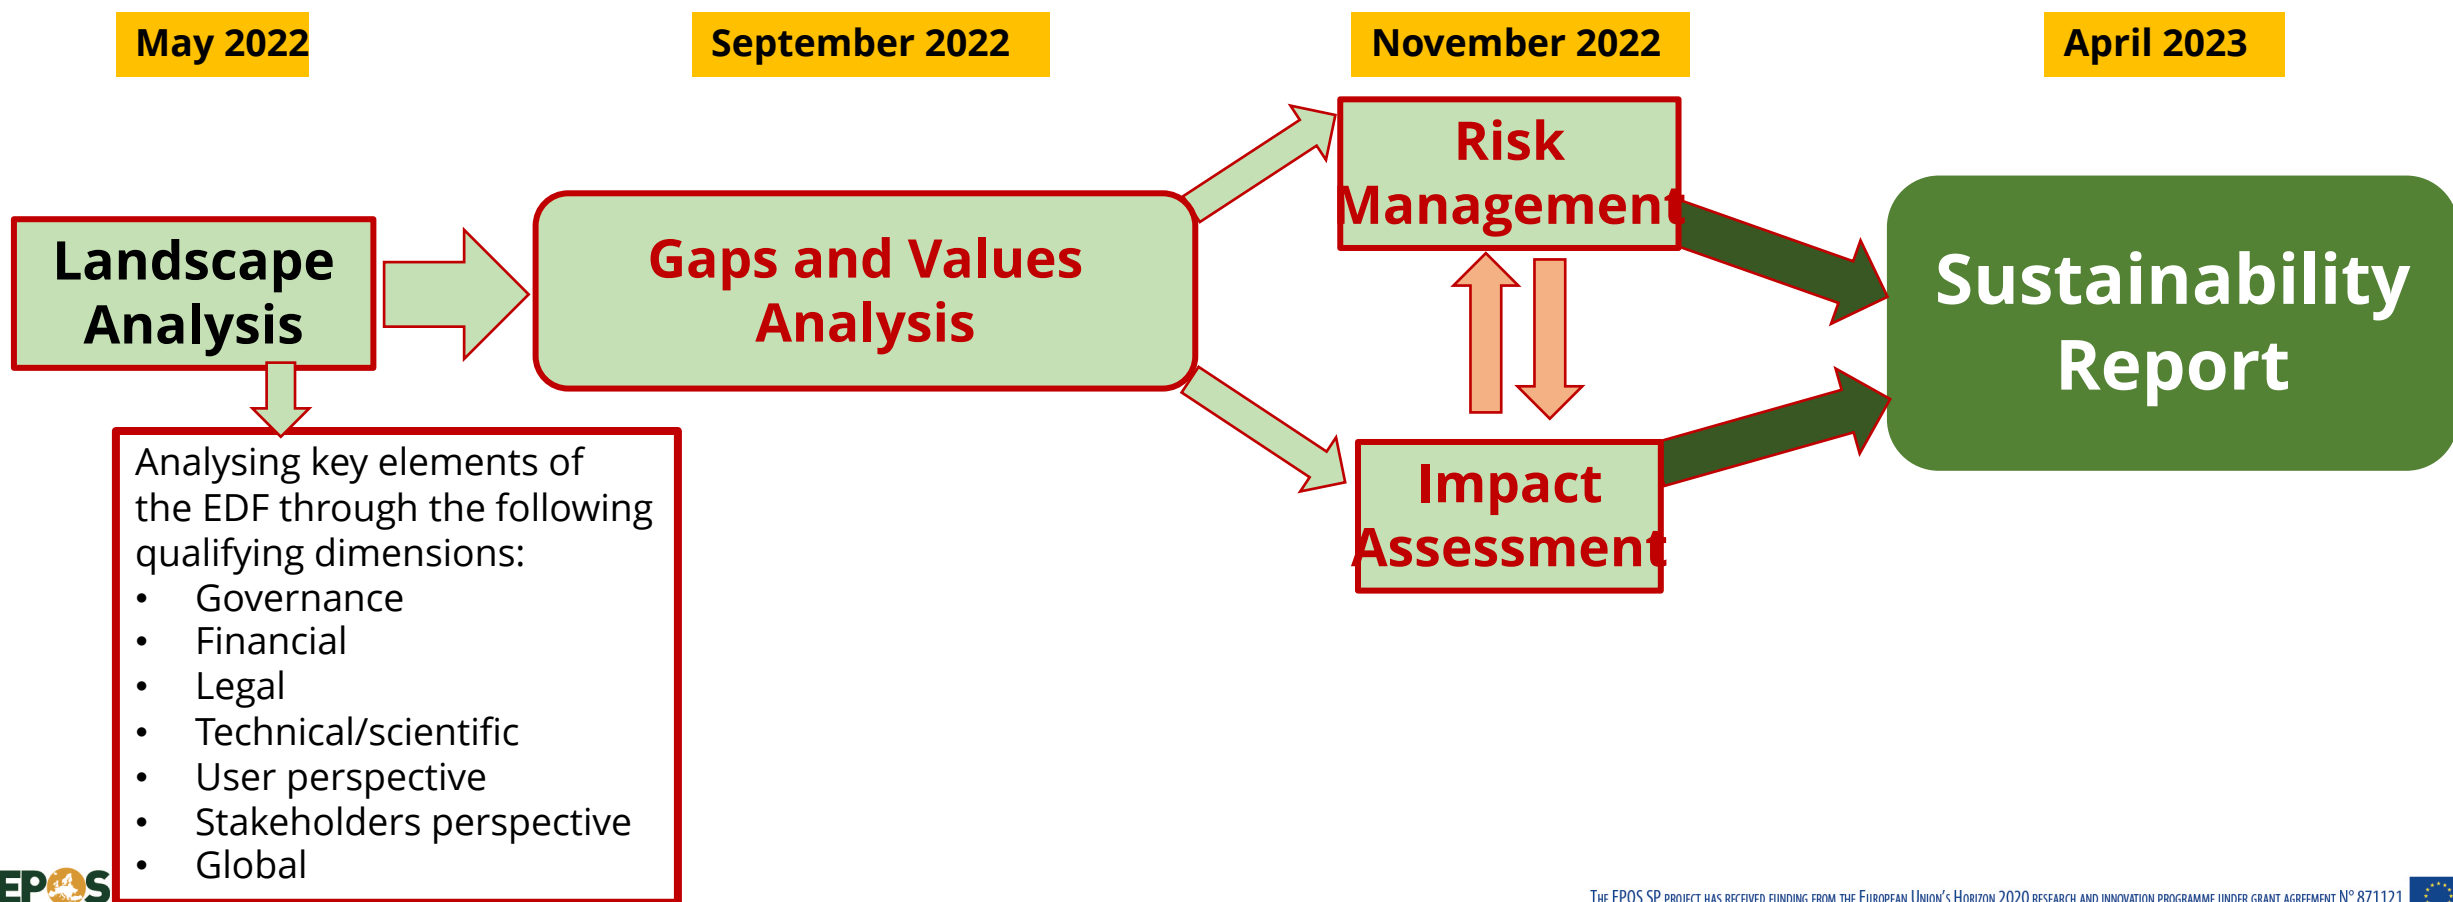 May 2022
September 2022
November 2022
April 2023
Landscape
Analysis
Gaps and Values
Analysis
Risk
Management
Impact
Assessment
Sustainability
Report
Analysing key elements of
the EDF through the following
qualifying dimensions:
• Governance
• Financial
• Legal
• Technical/scientific
• User perspective
• Stakeholders perspective
• Global
EPOS
The EPOS SP project has received funding from the European Union's Horizon 2020 research and innovation programme under grant agreement N° 871121